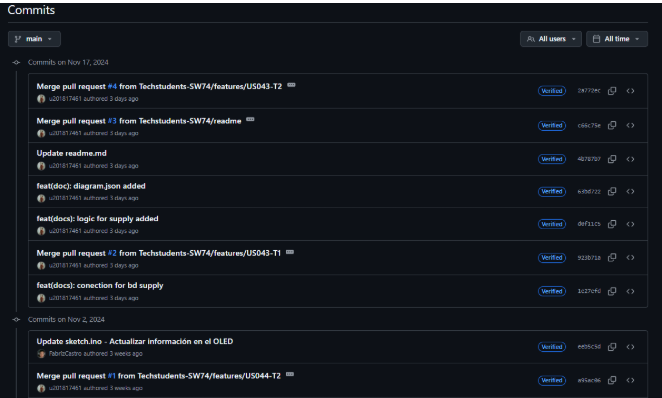 Commits
main
All users
All time
Commits on Nov 17, 2024
Merge pull request #4 from Techstudents-SW74/features/US043-T2
u201817461 authored 3 days ago
Verified
2a772ec
Merge pull request #3 from Techstudents-SW74/readme
u201817461 authored 3 days ago
Verified
c66c75e
Update readme.md
u201817461 authored 3 days ago
Verified
4878707
feat(doc): diagram.json added
u201817461 authored 3 days ago
Verified
feat(docs): logic for supply added
u201817461 authored 3 days ago
Verified
Merge pull request #2 from Techstudents-SW74/features/US043-T1
u201817461 authored 3 days ago
Verified
923b71a
feat(docs): conection for bd supply
u201817461 authored 3 days ago
Verified
Commits on Nov 2, 2024
Update sketch.ino - Actualizar información en el OLED
FabrizCastro authored 3 weeks ago
Verified
Merge pull request #1 from Techstudents-SW74/features/US044-T2
u201817461 authored 3 weeks ago
Verified